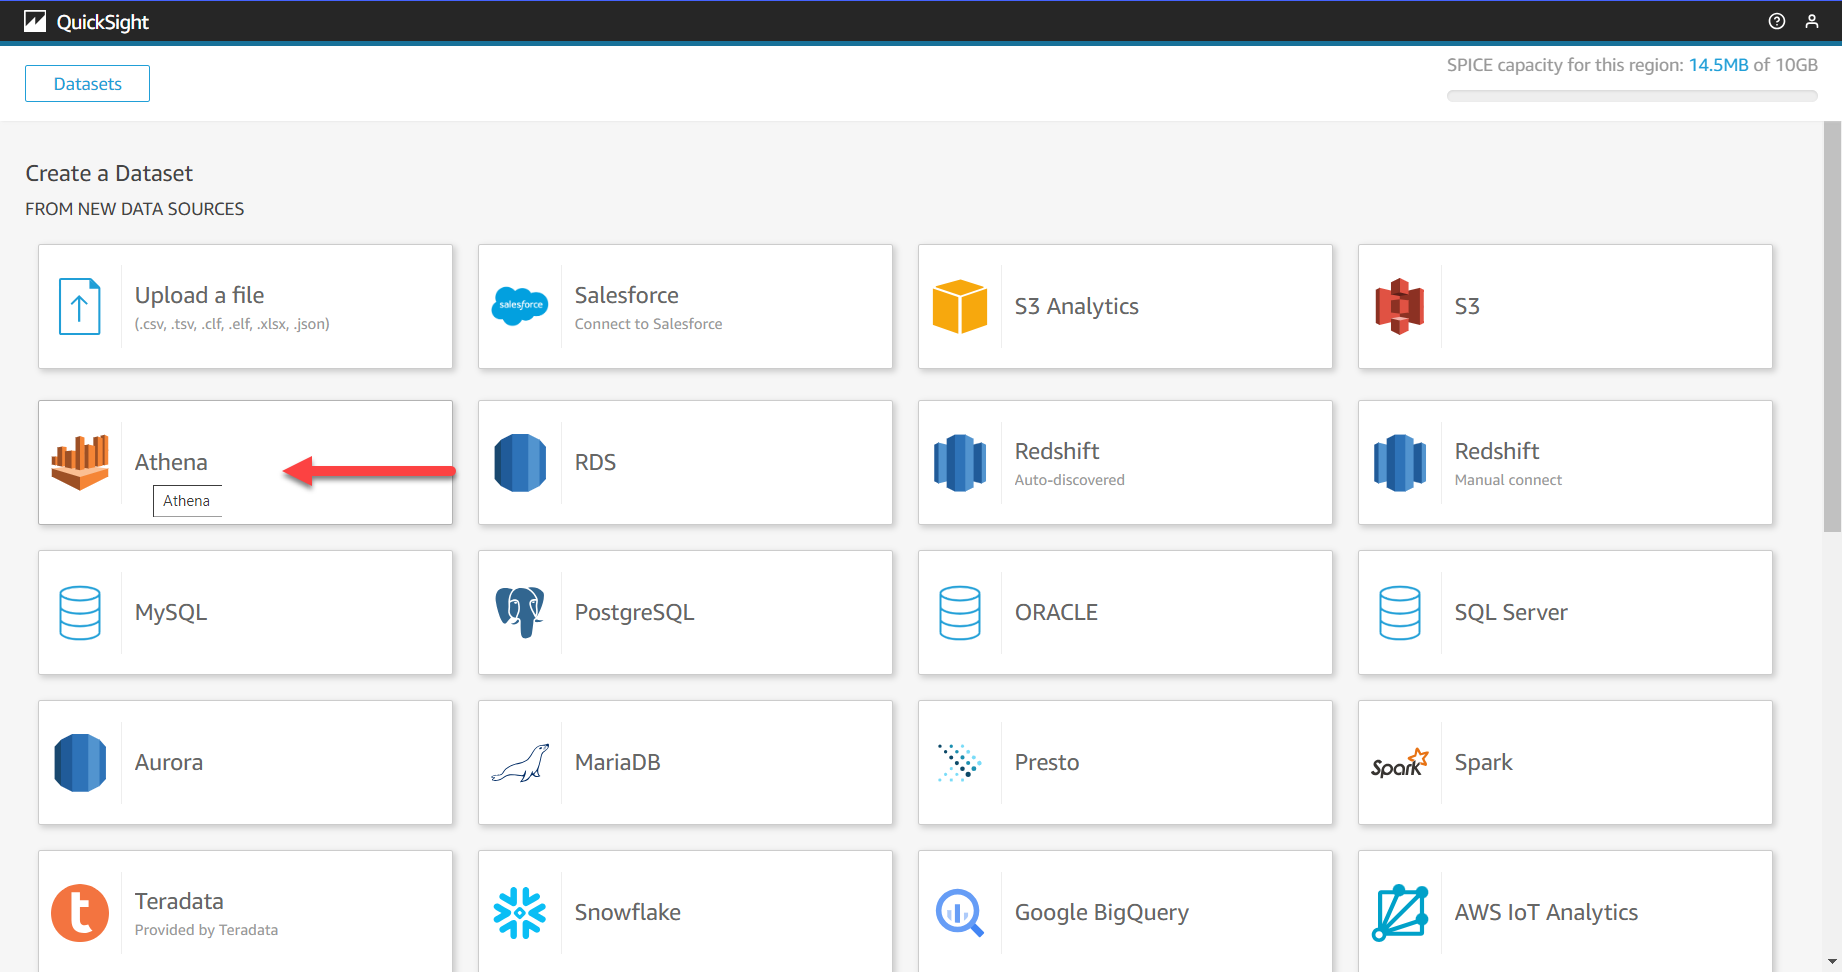 QuickSight
Datasets
SPICE capacity for this region: 14.5MB of 10GB
Create a Dataset
FROM NEW DATA SOURCES
Upload a file
(.csv, .tsv, .clf, .elf, .xlsx, .json)
salesforce
Salesforce
Connect to Salesforce
S3 Analytics
S3
Athena
Athena
RDS
Redshift
Auto-discovered
Redshift
Manual connect
MySQL
PostgreSQL
ORACLE
SQL Server
Aurora
MariaDB
Presto
Spark
Spark
t
Teradata
Provided by Teradata
Snowflake
Google BigQuery
AWS IoT Analytics